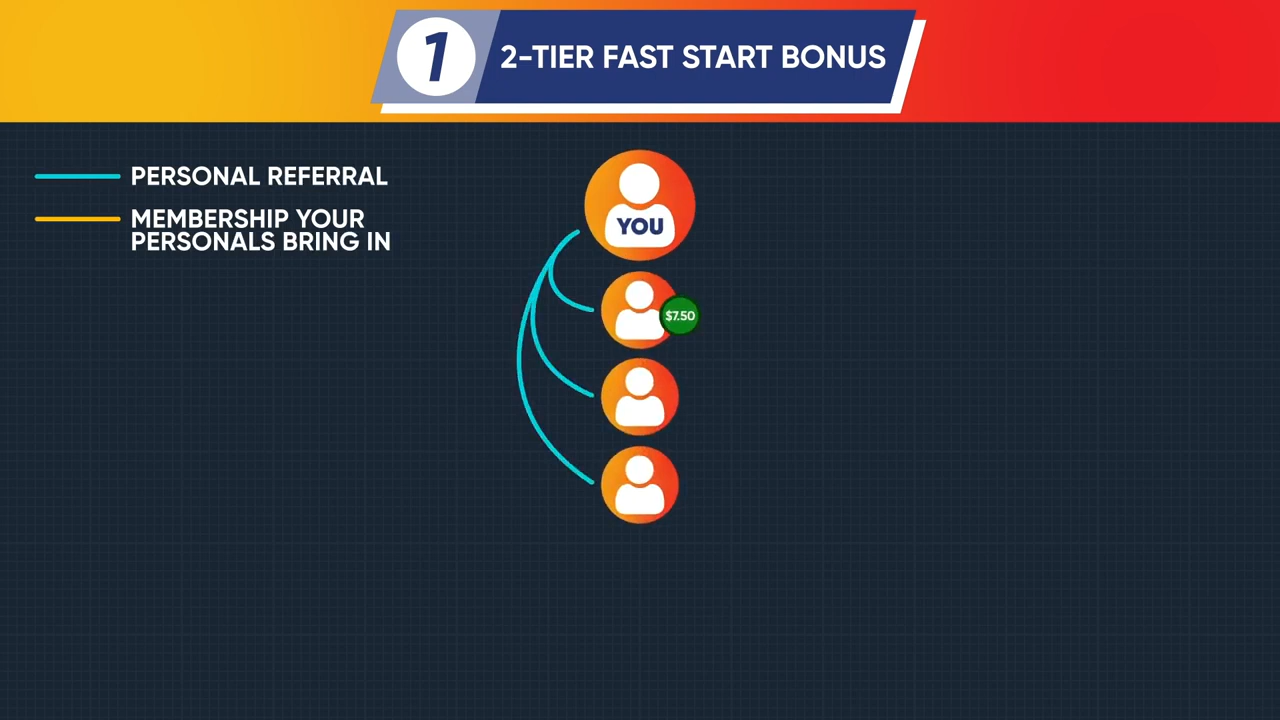 1
2-TIER FAST START BONUS
PERSONAL REFERRAL
MEMBERSHIP YOUR
PERSONALS BRING IN
YOU
$7.50